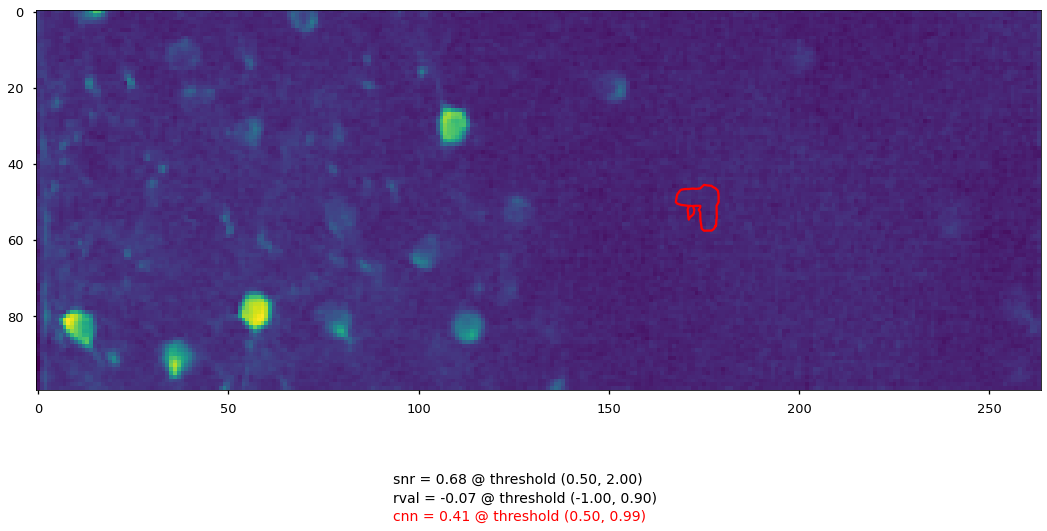 0
20
40
60
80
0 50 100 150 200 250
snr = 0.68 @ threshold (0.50, 2.00)
rval = -0.07 @ threshold (-1.00, 0.90)
cnn = 0.41 @ threshold (0.50, 0.99)